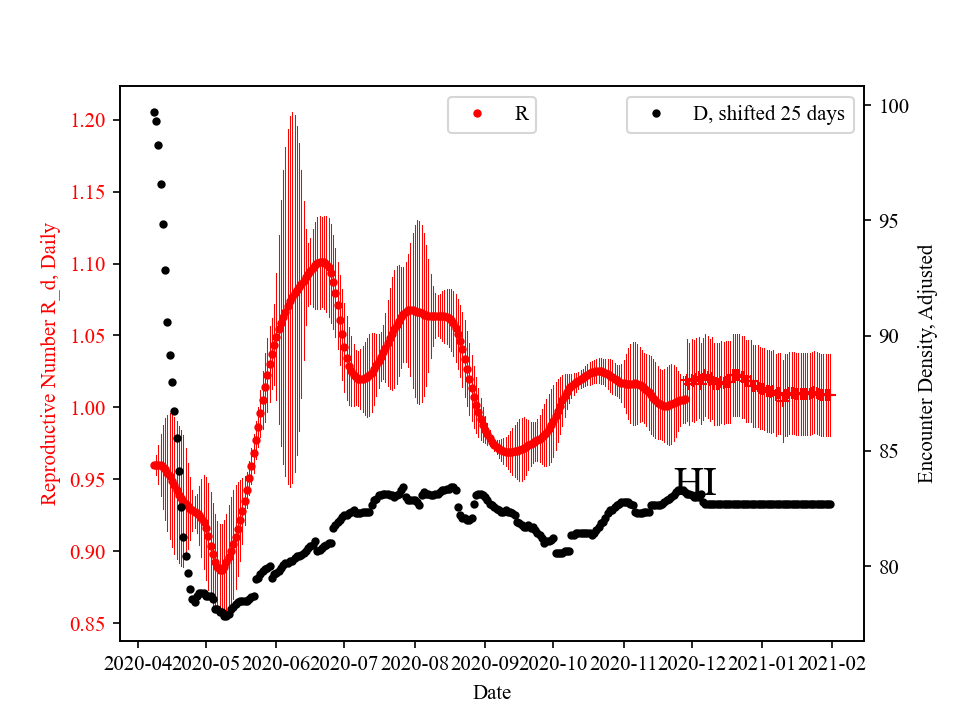 R
D, shifted 25 days
1.20
1.15
1.10
1.05
1.00
0.95
0.90
0.85
Reproductive Number R_d, Daily
100
95
90
85
80
Encounter Density, Adjusted
HI
2020-04 2020-05 2020-06 2020-07 2020-08 2020-09 2020-10 2020-11 2020-12 2021-01 2021-02
Date